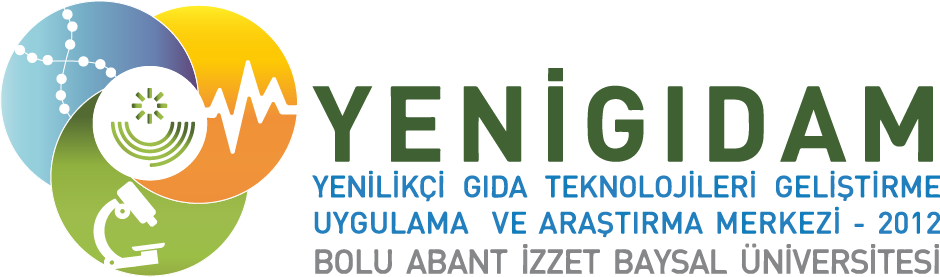 YENİGIDAM
YENİLİKÇİ GIDA TEKNOLOJİLERİ GELİŞTİRME
UYGULAMA VE ARAŞTIRMA MERKEZİ - 2012
BOLU ABANT İZZET BAYSAL ÜNİVERSİTESİ